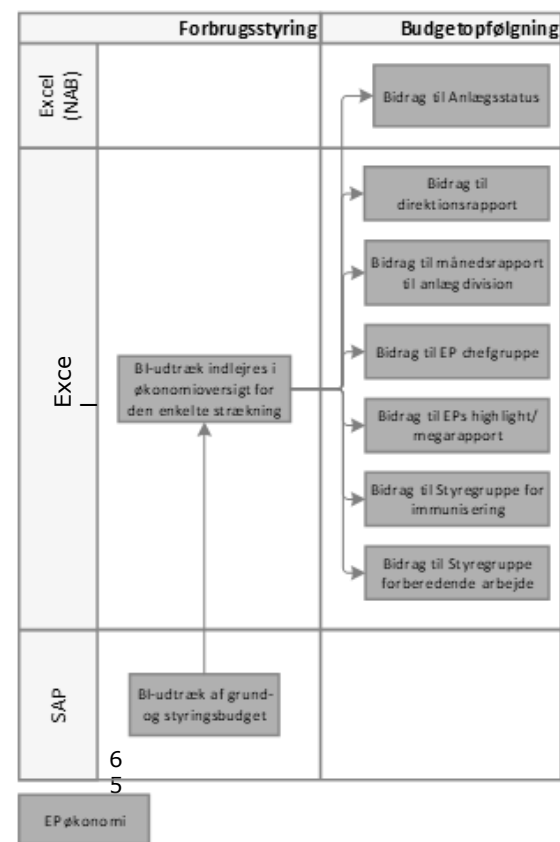 Forbrugsstyring
Budgetopfølgning
Excel
(NAB)
Bidrag til Anlægsstatus
Exce
l
Bidrag til
direktionsrapport
Bidrag til månedsrapport
til anlæg division
Bidrag til EP chefgruppe
BI-udtræk indlejres i
økonomioversigt for
den enkelte strækning
Bidrag til EPs highlight/
megarapport
Bidrag til Styregruppe for
immunisering
Bidrag til Styregruppe
forberedende arbejde
SAP
BI-udtræk af grund-
og styringsbudget
6
5
EP økonomi